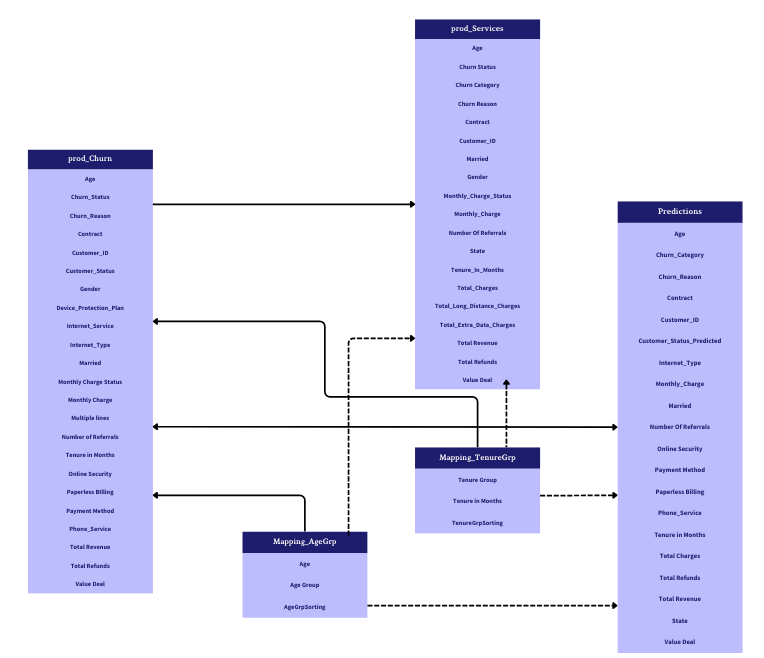 prod_Services
Age
Churn Status
Churn Category
Churn Reason
Contract
Customer_ID
Married
Gender
Monthly_Charge_Status
Monthly_Charge
Number Of Referrals
State
Tenure_In_Months
Total_Charges
Total_Long_Distance_Charges
Total_Extra_Data_Charges
Total Revenue
Total Refunds
Value Deal
prod_Churn
Age
Churn_Status
Churn_Reason
Contract
Customer_ID
Customer_Status
Gender
Device_Protection_Plan
Internet_Service
Internet_Type
Married
Monthly Charge Status
Monthly Charge
Multiple lines
Number of Referrals
Tenure in Months
Online Security
Paperless Billing
Payment Method
Phone_Service
Total Revenue
Total Refunds
Value Deal
Predictions
Age
Churn_Category
Churn_Reason
Contract
Customer_ID
Customer_Status_Predicted
Internet_Type
Monthly_Charge
Married
Number Of Referrals
Online Security
Payment Method
Paperless Billing
Phone_Service
Tenure in Months
Total Charges
Total Refunds
Total Revenue
State
Value Deal
Mapping_TenureGrp
Tenure Group
Tenure in Months
TenureGrpSorting
Mapping_AgeGrp
Age
Age Group
AgeGrpSorting